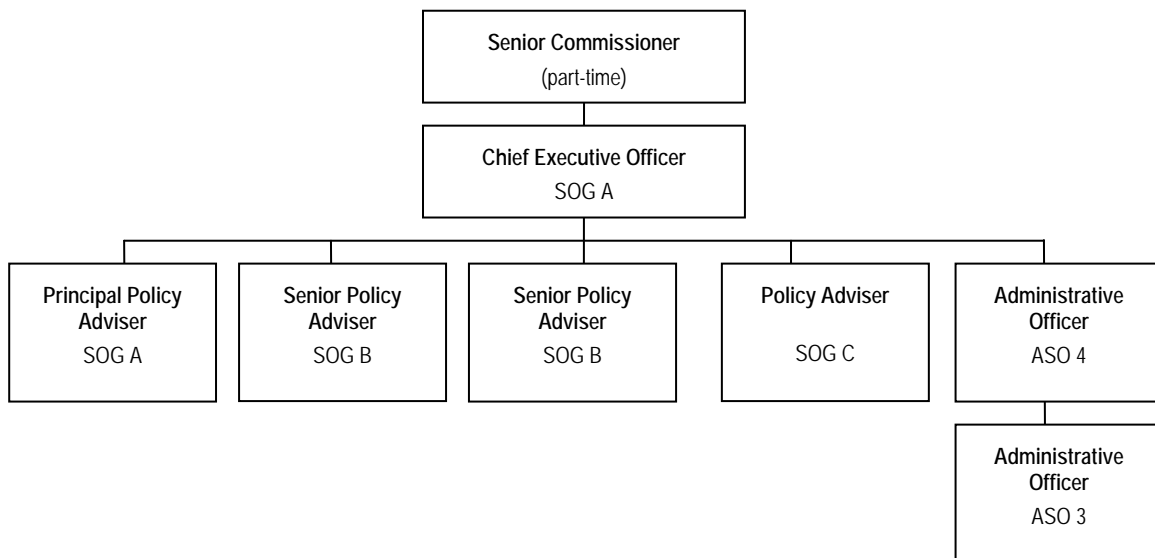 Senior Commissioner
(part-time)
Chief Executive Officer
SOG A
Principal Policy
Adviser
SOG A
Senior Policy
Adviser
SOG B
Senior Policy
Adviser
SOG B
Policy Adviser
SOG C
Administrative
Officer
ASO 4
Administrative
Officer
ASO 3